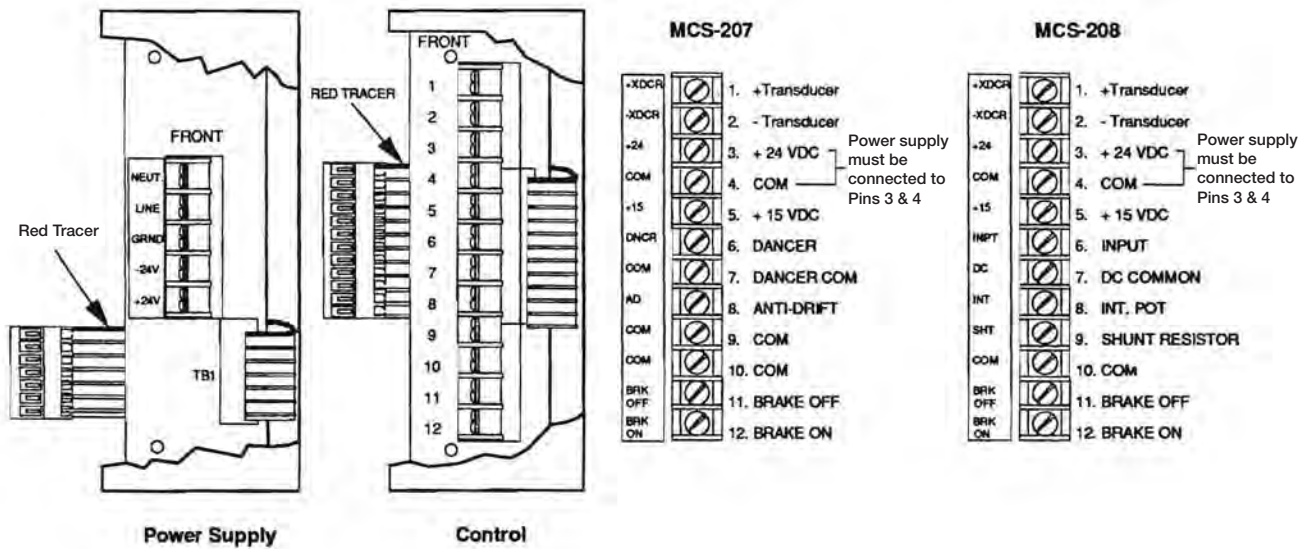 FRONT
NEUT.
LINE
GRND
-24V
+24V
Red Tracer
TB1
Power Supply
FRONT
RED TRACER
1
2
3
4
5
6
7
8
9
10
11
12
Control
MCS-207
+XDCR
1. +Transducer
-XDCR
2. - Transducer
+24
3. + 24 VDC
COM
4. COM
Power supply
must be
connected to
Pins 3 & 4
+15
5. + 15 VDC
DNCR
6. DANCER
COM
7. DANCER COM
AD
8. ANTI-DRIFT
COM
9. COM
COM
10. COM
BRK
OFF
11. BRAKE OFF
BRK
ON
12. BRAKE ON
MCS-208
+XDCR
1. +Transducer
-XDCR
2. - Transducer
+24
3. + 24 VDC
COM
4. COM
Power supply
must be
connected to
Pins 3 & 4
+15
5. + 15 VDC
INPT
6. INPUT
DC
7. DC COMMON
INT
8. INT. POT
SHT
9. SHUNT RESISTOR
COM
10. COM
BRK
OFF
11. BRAKE OFF
BRK
ON
12. BRAKE ON